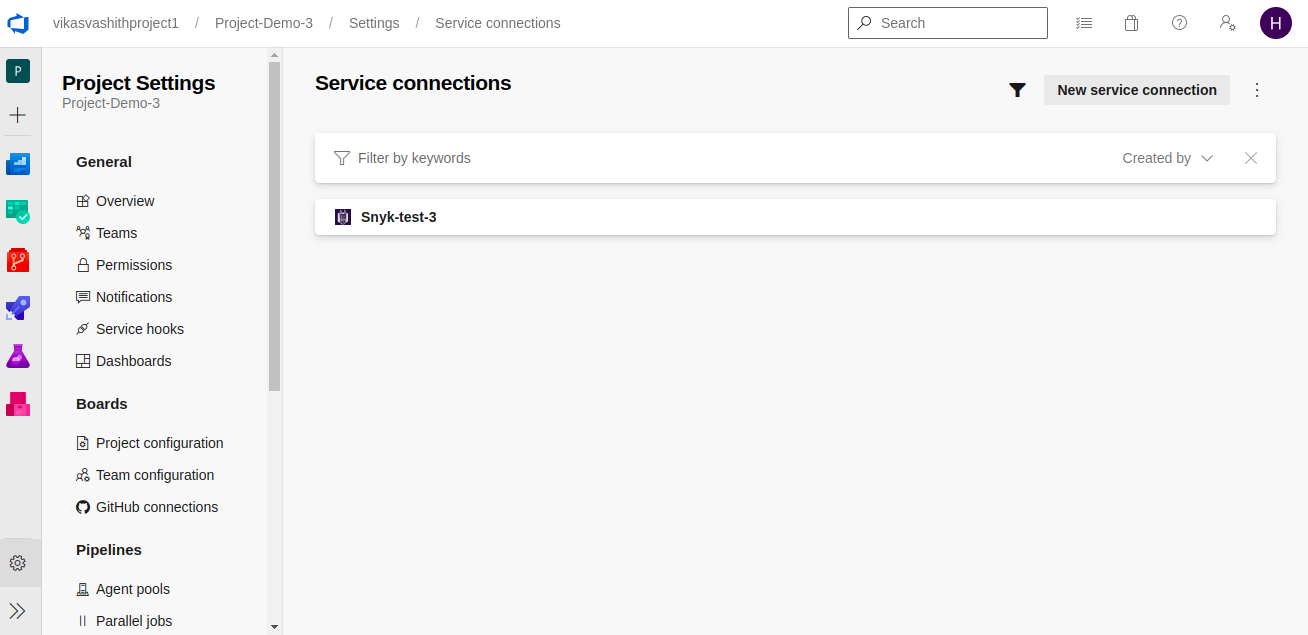 vikasvashithproject1 / Project-Demo-3 / Settings / Service connections
Search
H
P
Project Settings
Project-Demo-3
General
Overview
Teams
Permissions
Notifications
Service hooks
Dashboards
Boards
Project configuration
Team configuration
GitHub connections
Pipelines
Agent pools
Parallel jobs
Service connections
New service connection
Filter by keywords
Created by
Snyk-test-3